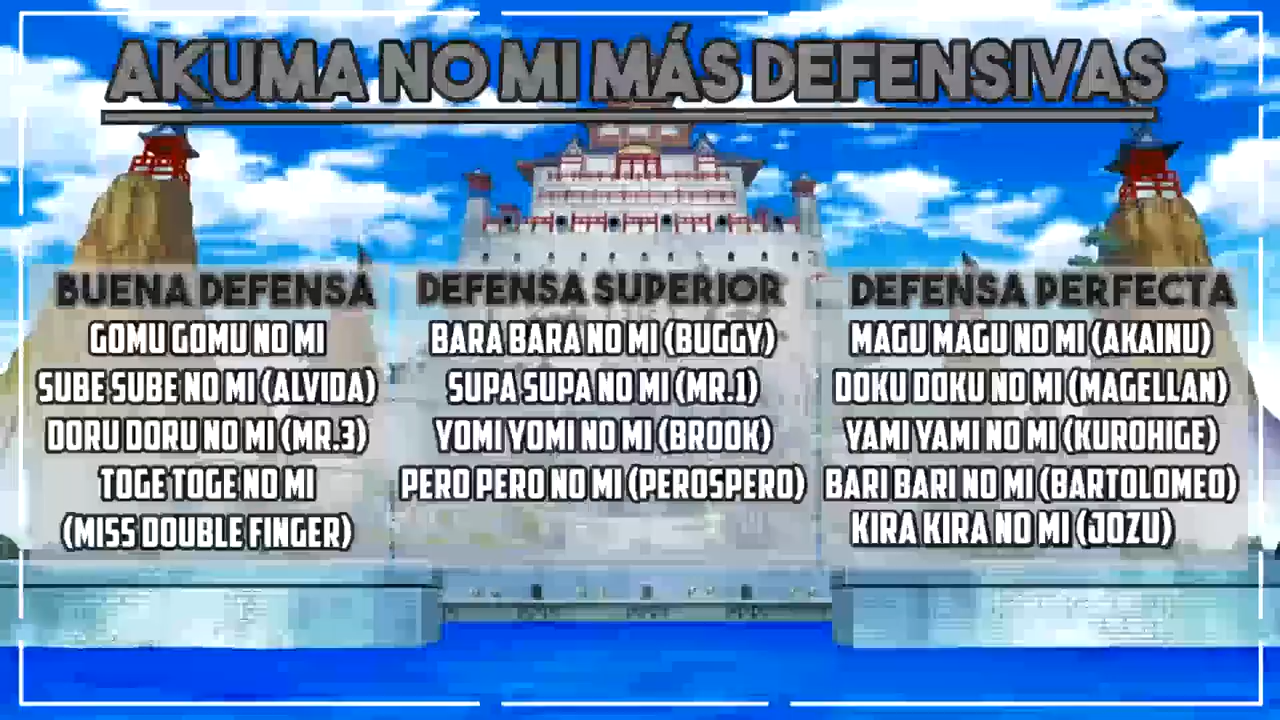 AKUMA NO MI MÁS DEFENSIVAS
BUENA DEFENSA
GOMU GOMU NO MI
SUBE SUBE NO MI (ALVIDA)
DORU DORU NO MI (MR.3)
TOGE TOGE NO MI
(MISS DOUBLE FINGER)
DEFENSA SUPERIOR
BARA BARA NO MI (BUGGY)
SUPA SUPA NO MI (MR.1)
YOMI YOMI NO MI (BROOK)
PERO PERO NO MI (PEROSPERO)
DEFENSA PERFECTA
MAGU MAGU NO MI (AKAINU)
DOKU DOKU NO MI (MAGELLAN)
YAMI YAMI NO MI (KUROHIGE)
BARI BARI NO MI (BARTOLOMEO)
KIRA KIRA NO MI (JOZU)